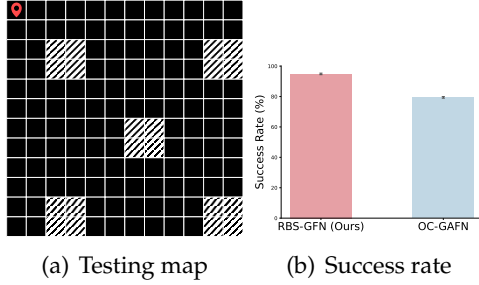 Success Rate (%)
100
80
60
40
20
0
RBS-GFN (Ours) OC-GAFN
(a) Testing map (b) Success rate